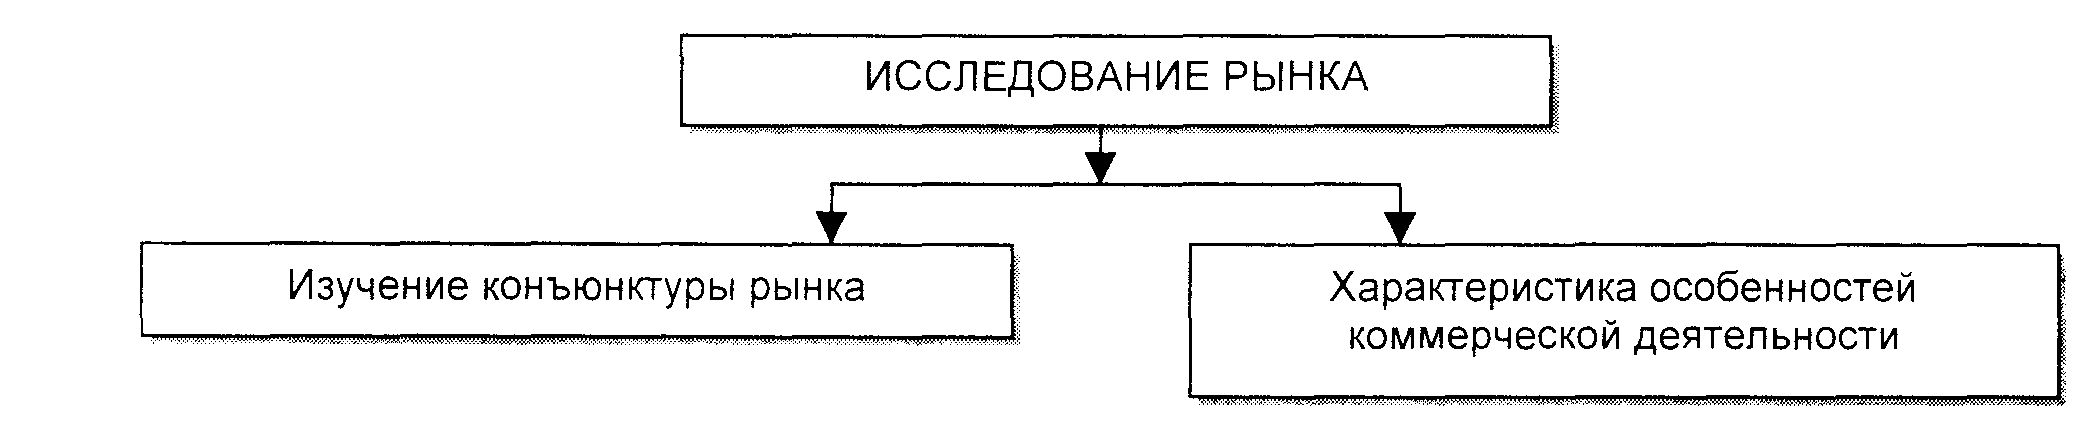 ИССЛЕДОВАНИЕ РЫНКА
Изучение конъюнктуры рынка
Характеристика особенностей
коммерческой деятельности